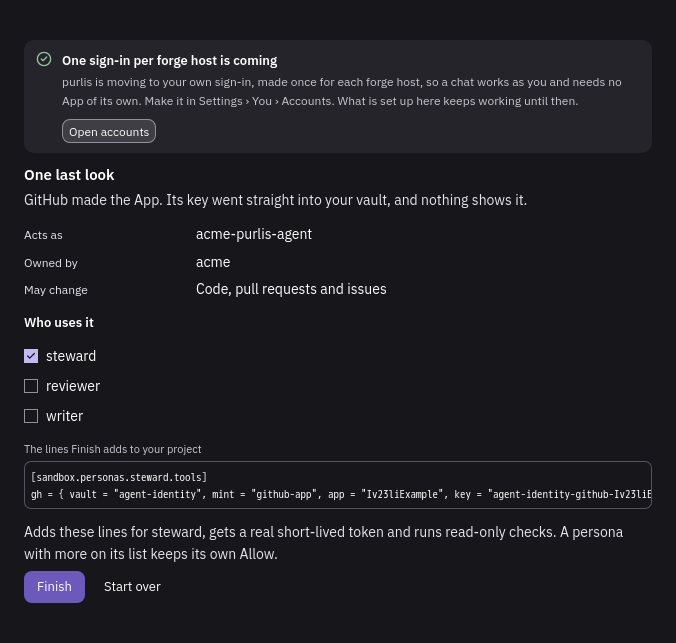 One sign-in per forge host is coming
purlis is moving to your own sign-in, made once for each forge host, so a chat works as you and needs no
App of its own. Make it in Settings › You › Accounts. What is set up here keeps working until then.
Open accounts
One last look
GitHub made the App. Its key went straight into your vault, and nothing shows it.
Acts as acme-purlis-agent
Owned by acme
May change Code, pull requests and issues
Who uses it
steward
reviewer
writer
The lines Finish adds to your project
[sandbox.personas.steward.tools]
gh = { vault = "agent-identity", mint = "github-app", app = "Iv23liExample", key = "agent-identity-github-Iv23liE
Adds these lines for steward, gets a real short-lived token and runs read-only checks. A persona
with more on its list keeps its own Allow.
Finish Start over